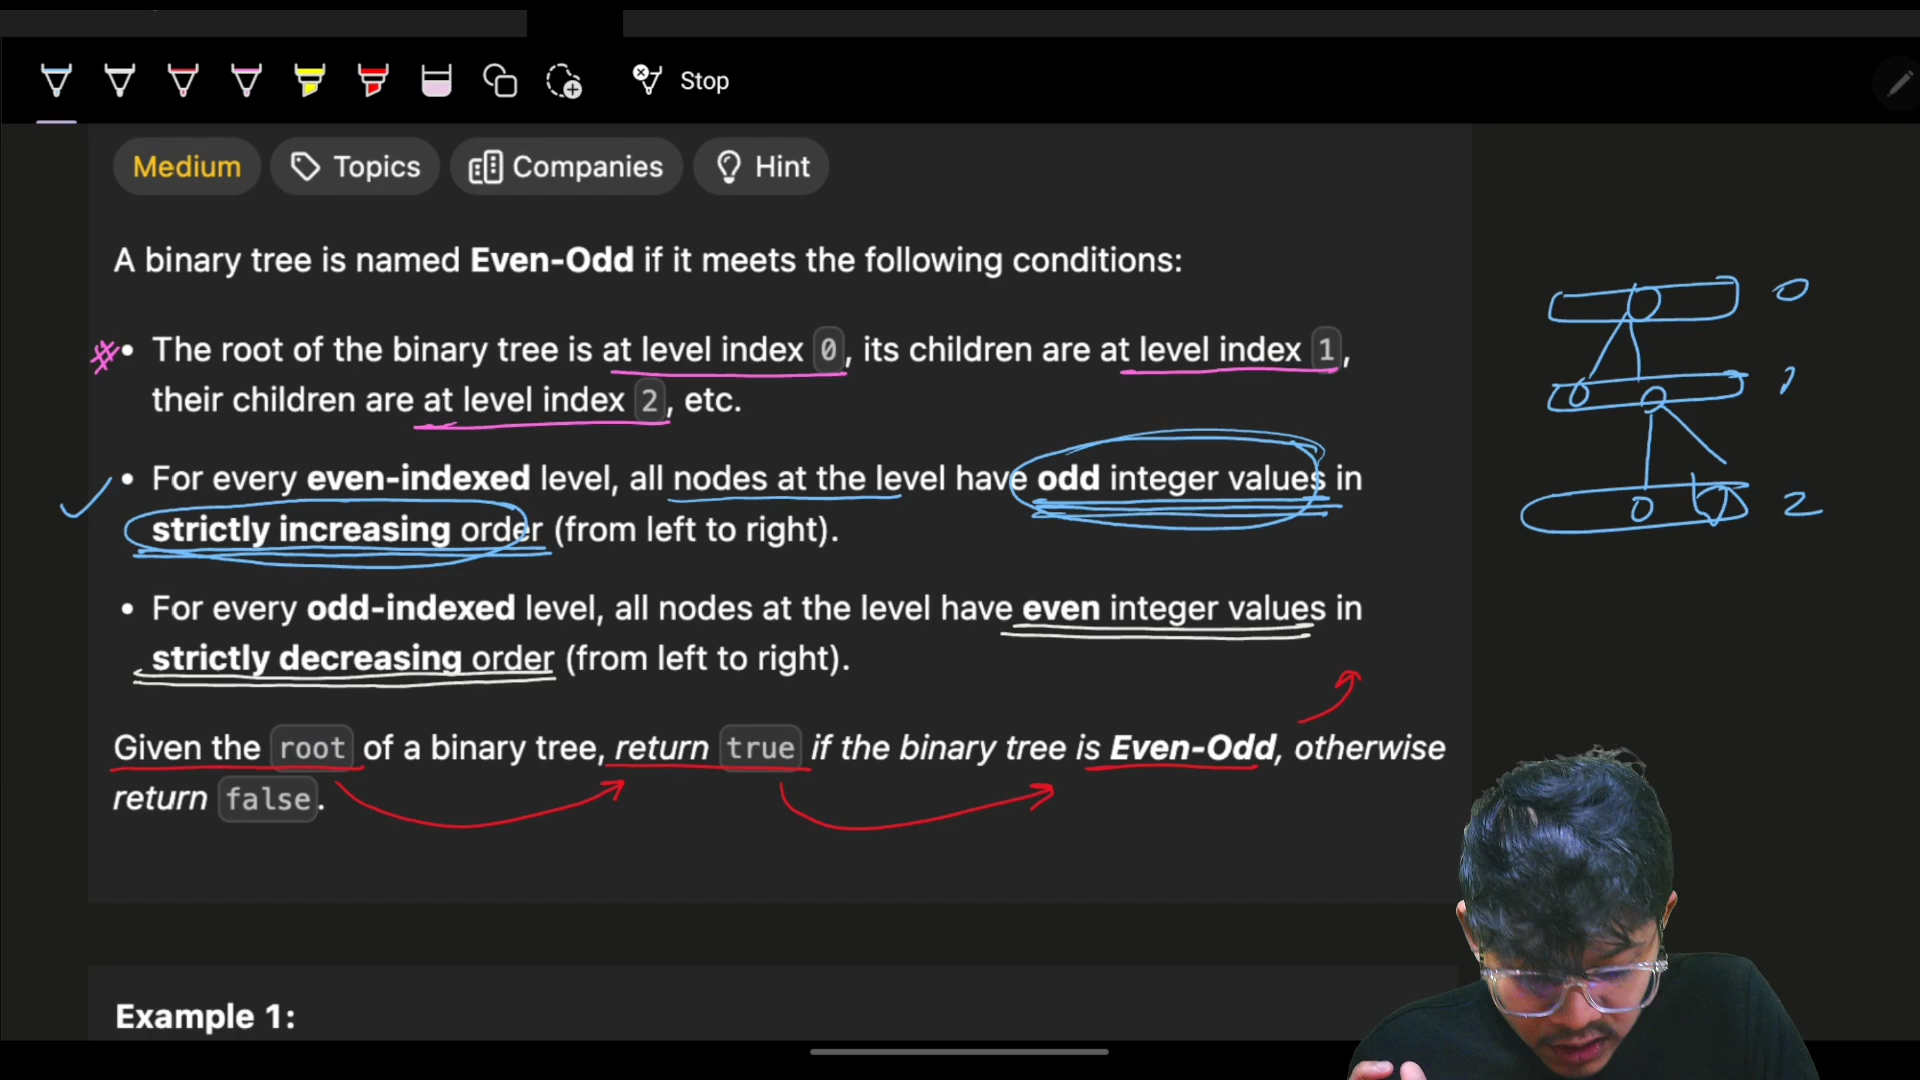 Stop
Medium Topics Companies Hint
A binary tree is named Even-Odd if it meets the following conditions:
• The root of the binary tree is at level index 0, its children are at level index 1,
their children are at level index 2, etc.
• For every even-indexed level, all nodes at the level have odd integer values in
strictly increasing order (from left to right).
• For every odd-indexed level, all nodes at the level have even integer values in
strictly decreasing order (from left to right).
Given the root of a binary tree, return true if the binary tree is Even-Odd, otherwise
return false.
Example 1:
0
1
2